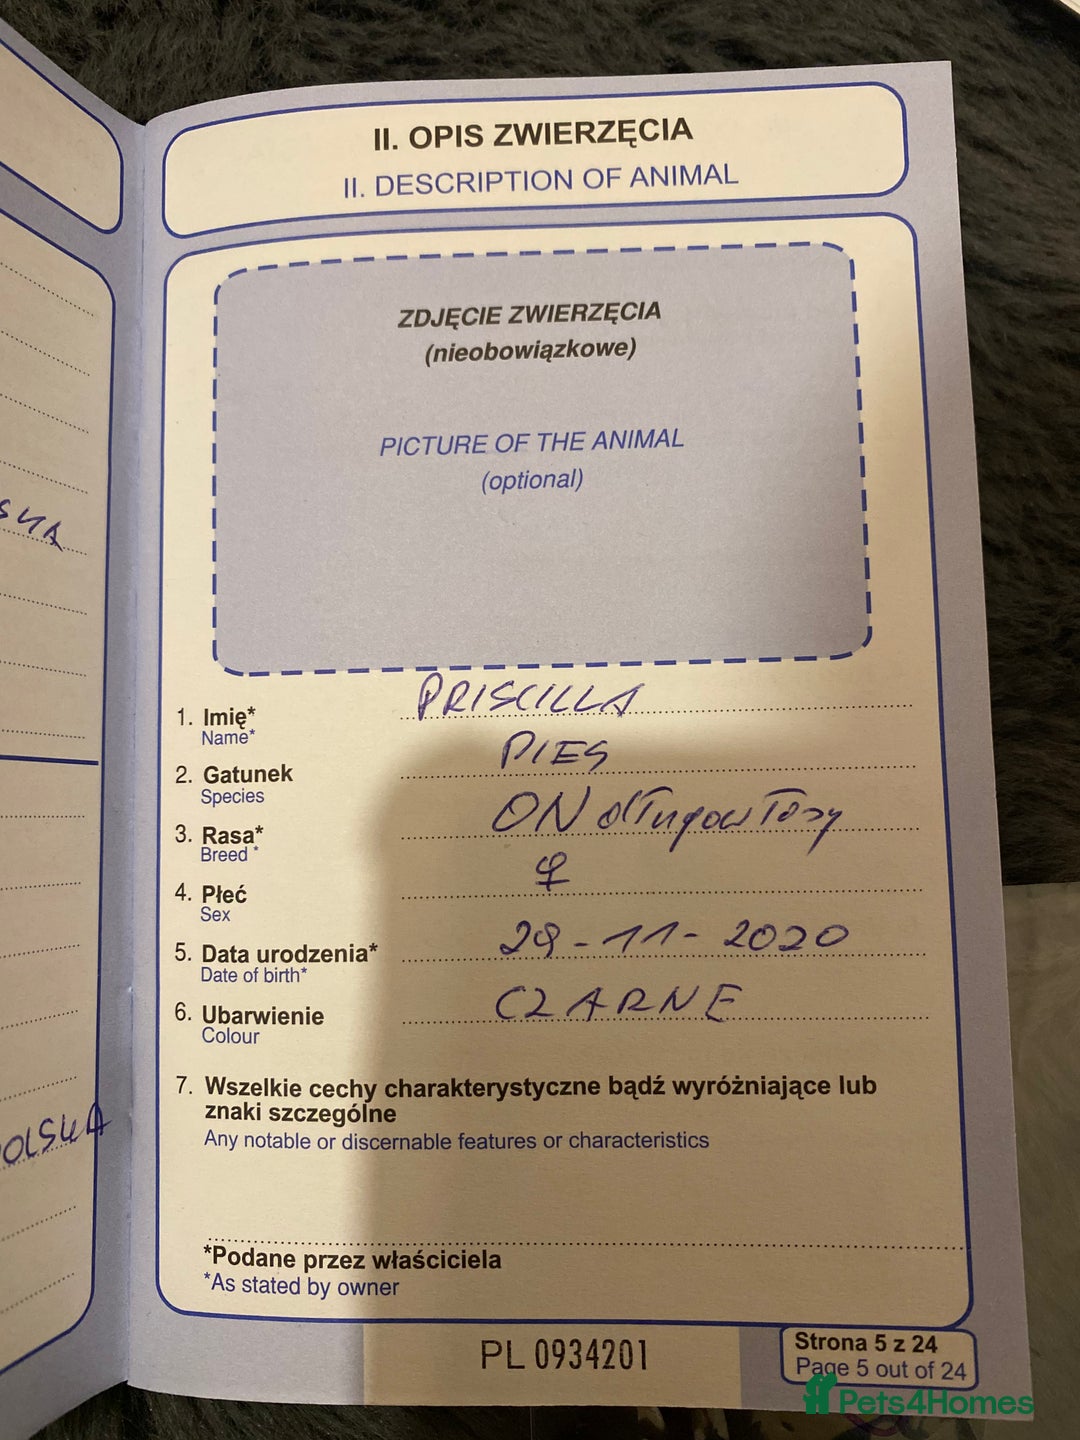 II. OPIS ZWIERZĘCIA
II. DESCRIPTION OF ANIMAL
ZDJĘCIE ZWIERZĘCIA
(nieobowiązkowe)
PICTURE OF THE ANIMAL
(optional)
1. Imię* PRISCILLA
Name*
2. Gatunek PIES
Species
3. Rasa* ON długowłosy
Breed *
4. Płeć ♀
Sex
5. Data urodzenia* 29-11-2020
Date of birth*
6. Ubarwienie CZARNE
Colour
7. Wszelkie cechy charakterystyczne bądź wyróżniające lub
znaki szczególne
Any notable or discernable features or characteristics
OLSKA
*Podane przez właściciela
*As stated by owner
PL 0934201
Strona 5 z 24
Page 5 out of 24
Pets4Homes